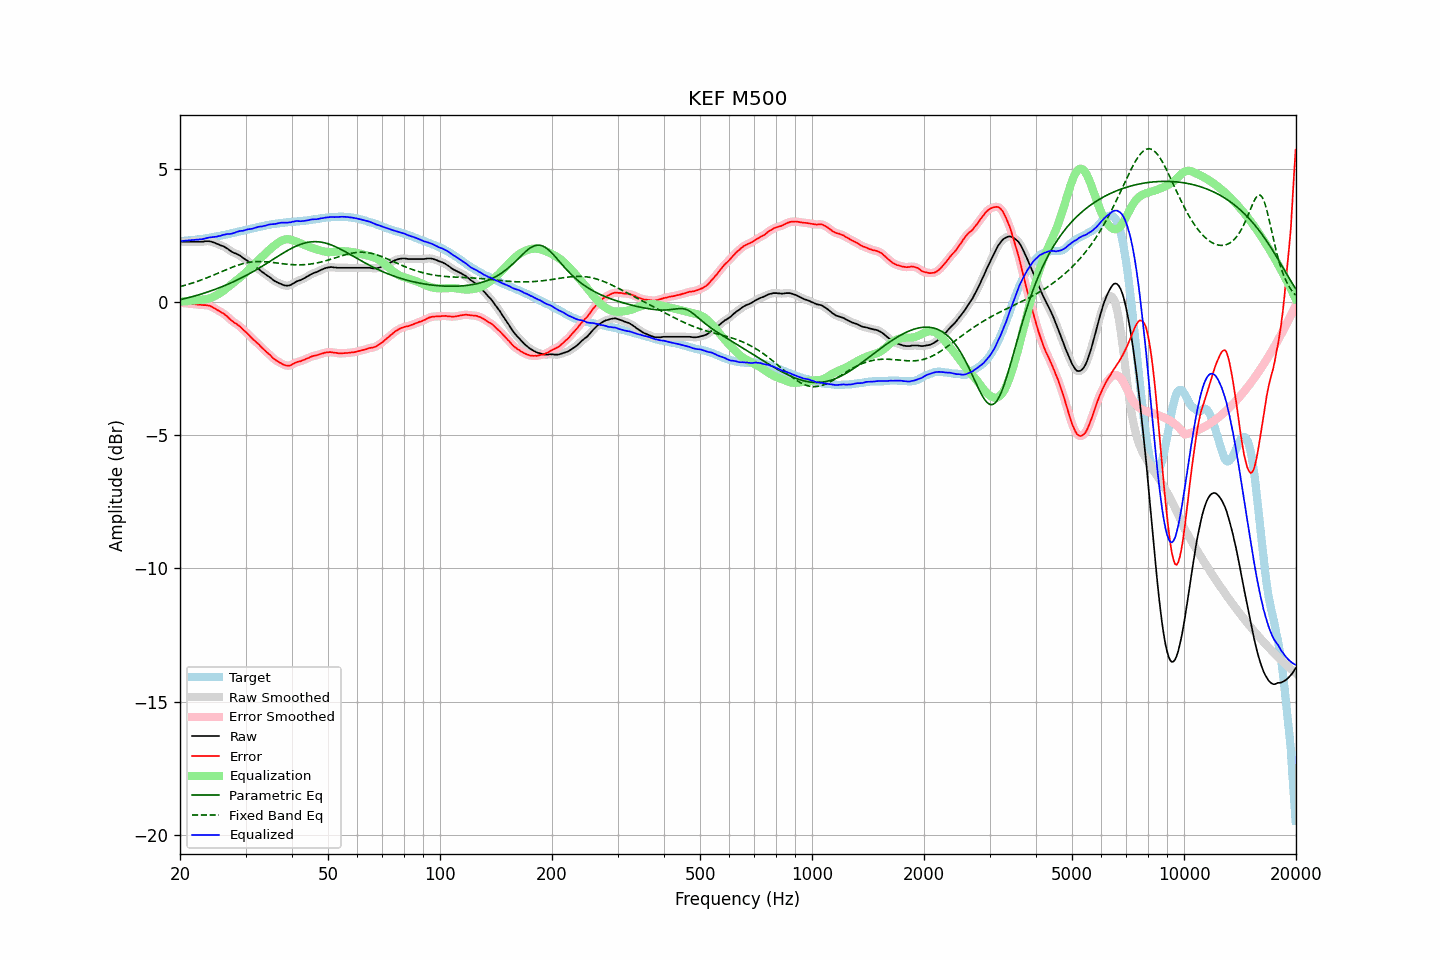 KEF M500
Amplitude (dBr)
5
0
−5
−10
−15
−20
Target
Raw Smoothed
Error Smoothed
Raw
Error
Equalization
Parametric Eq
Fixed Band Eq
Equalized
20 50 100 200 500 1000 2000 5000 10000 20000
Frequency (Hz)